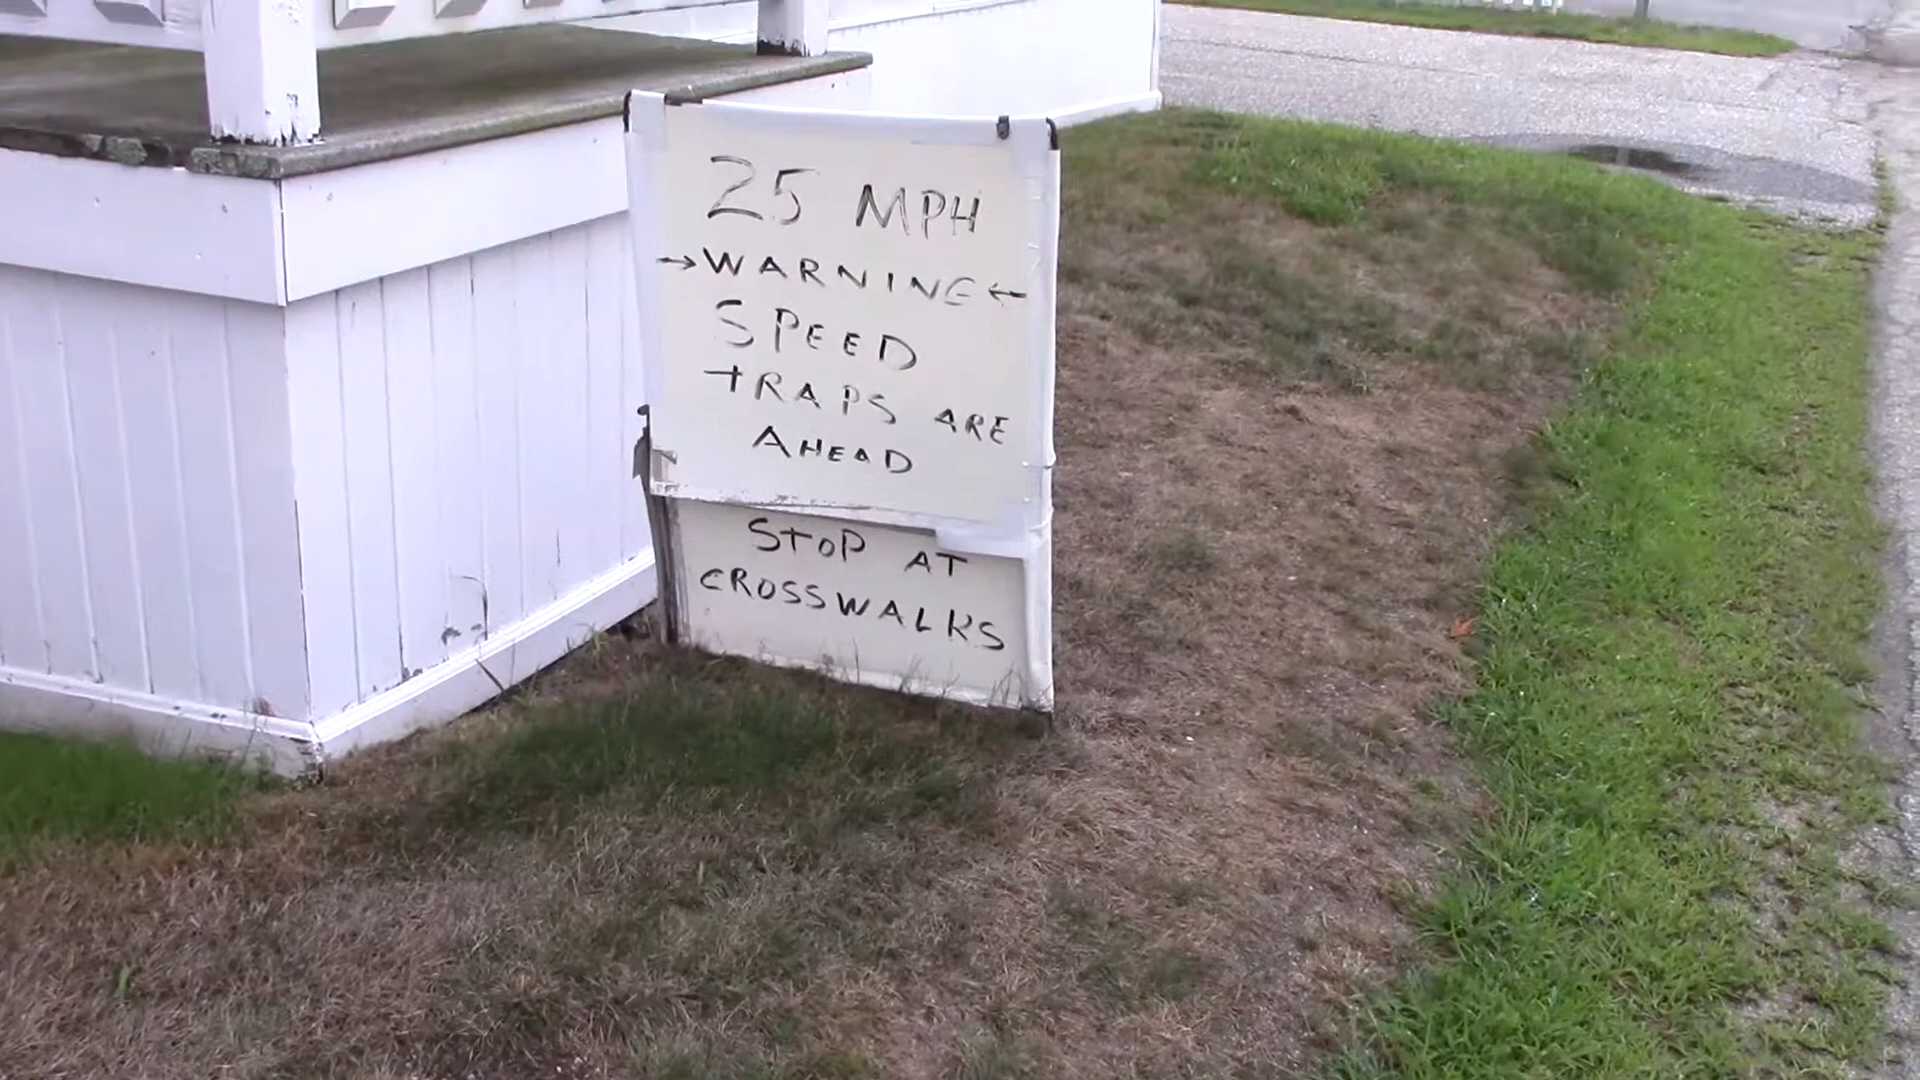 25 MPH
→WARNING←
SPEED
TRAPS ARE
AHEAD
STOP AT
CROSSWALKS